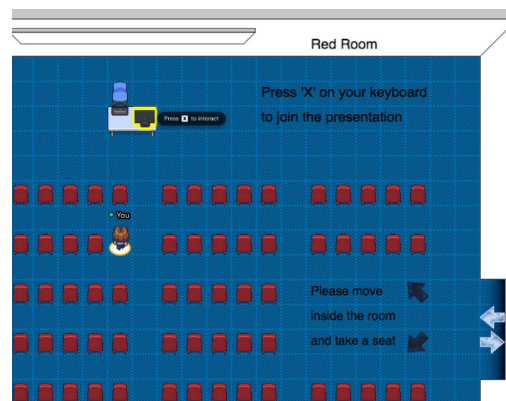 Red Room
Press 'X' on your keyboard
to join the presentation
Press X to interact
You
Please move
inside the room
and take a seat